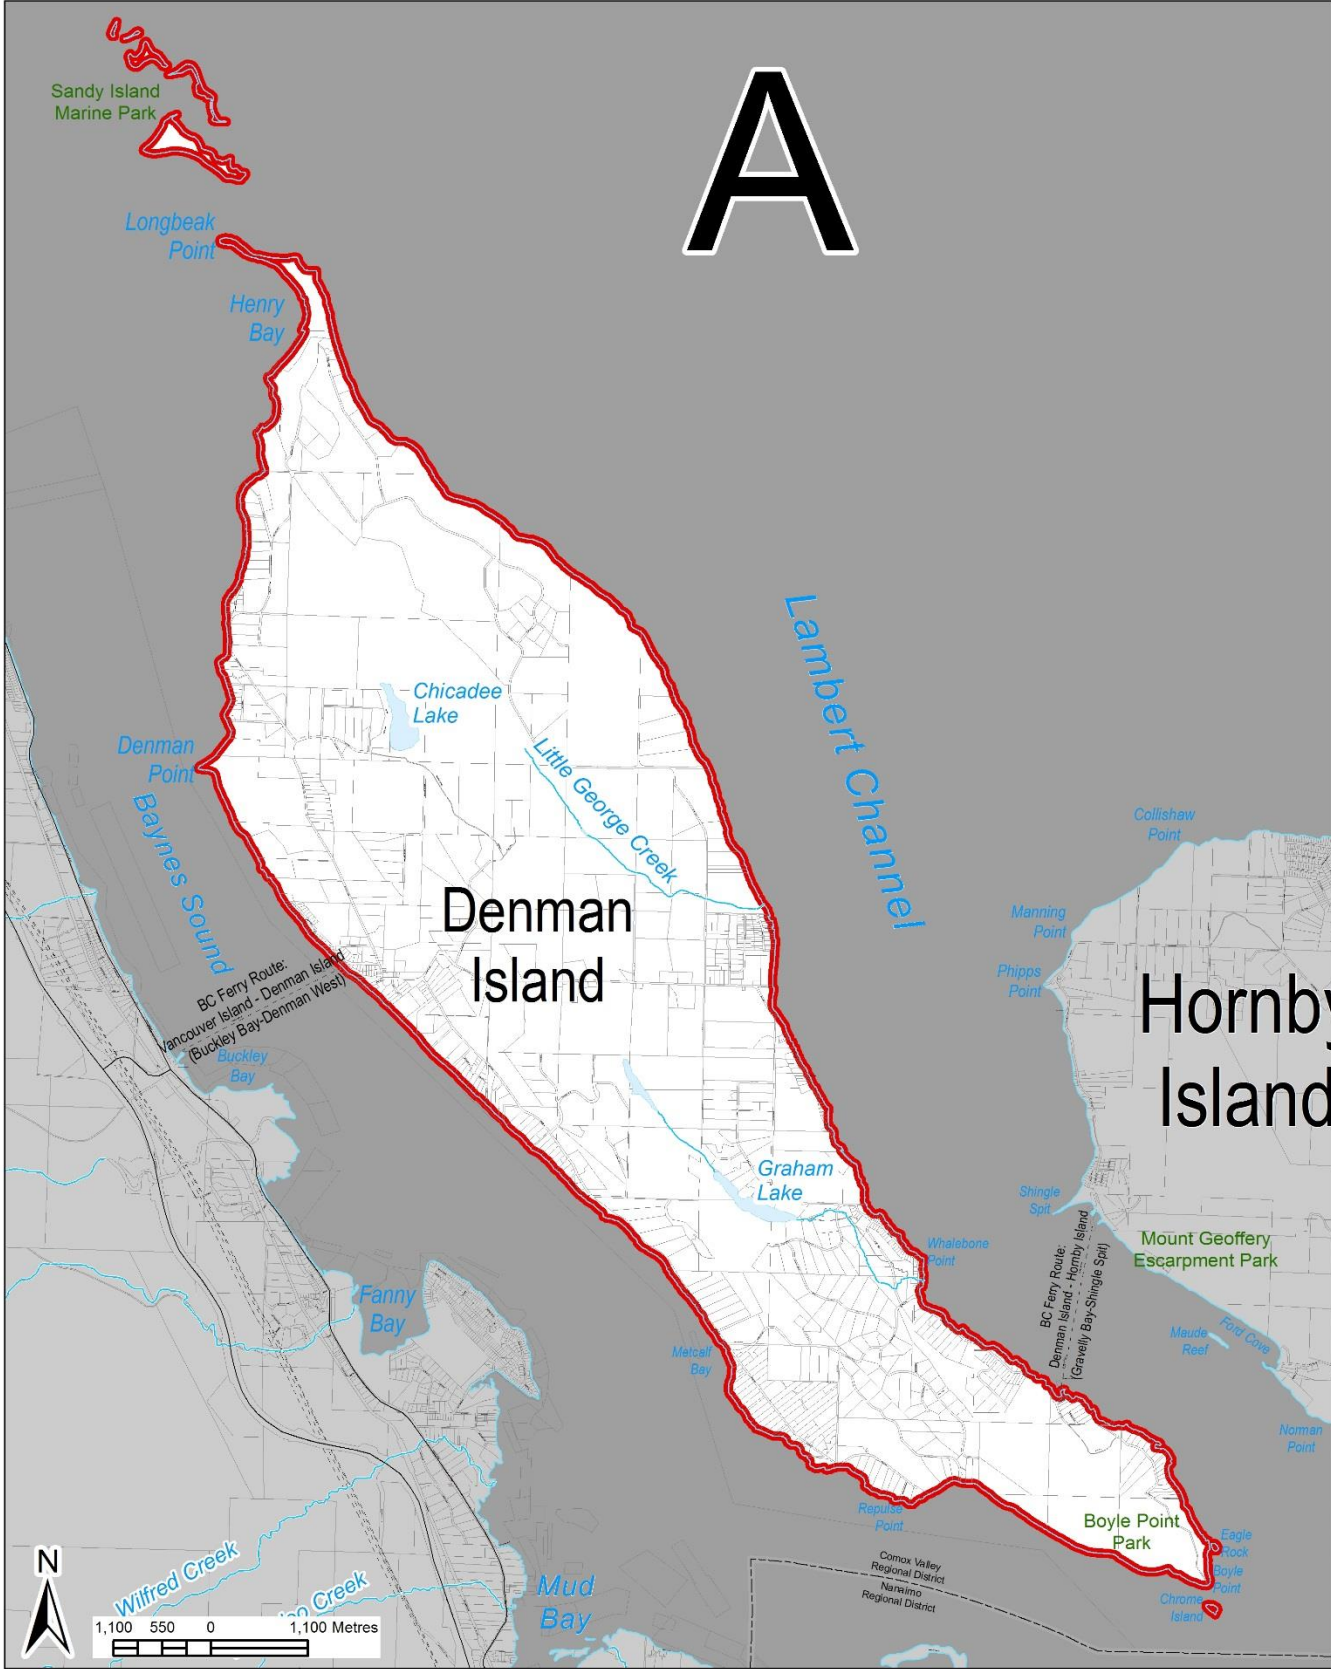 A
Sandy Island
Marine Park
Longbeak
Point
Henry
Bay
Lambert Channel
Chicadee
Lake
Little George Creek
Denman
Point
Baynes Sound
Collishaw
Point
Manning
Point
Phipps
Point
Denman
Island
Hornby
Island
BC Ferry Route:
Vancouver Island - Denman Island
(Buckley Bay-Denman West)
Buckley
Bay
Graham
Lake
Shingle
Spit
Whalebone
Point
Mount Geoffery
Escarpment Park
BC Ferry Route:
Denman Island - Hornby Island
(Gravelly Bay-Shingle Spit)
Fanny
Bay
Maude
Reef
Ford Cove
Metcalf
Bay
Norman
Point
Repulse
Point
Boyle Point
Park
Eagle
Rock
Boyle
Point
Chrome
Island
Comox Valley
Regional District
Nanaimo
Regional District
Mud
Bay
Wilfred Creek
Creek
N
1,100 550 0 1,100 Metres